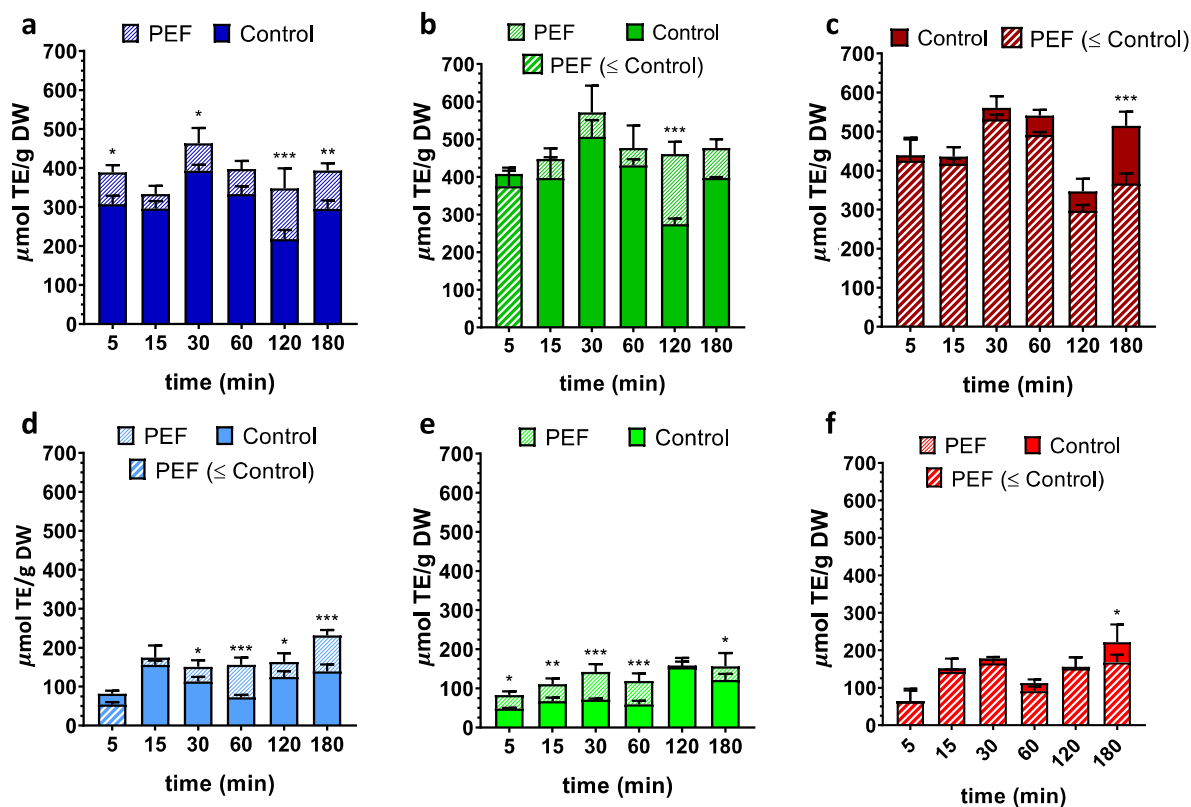 a
PEF Control
700
600
500
400
300
200
100
0
μmol TE/g DW
* * *** **
5 15 30 60 120 180
time (min)
b
PEF Control
PEF (≤ Control)
700
600
500
400
300
200
100
0
μmol TE/g DW
***
5 15 30 60 120 180
time (min)
c
Control PEF (≤ Control)
700
600
500
400
300
200
100
0
μmol TE/g DW
***
5 15 30 60 120 180
time (min)
d
PEF Control
PEF (≤ Control)
700
600
500
400
300
200
100
0
μmol TE/g DW
* *** * ***
5 15 30 60 120 180
time (min)
e
PEF Control
700
600
500
400
300
200
100
0
μmol TE/g DW
* ** *** *** *
5 15 30 60 120 180
time (min)
f
PEF Control
PEF (≤ Control)
700
600
500
400
300
200
100
0
μmol TE/g DW
*
5 15 30 60 120 180
time (min)